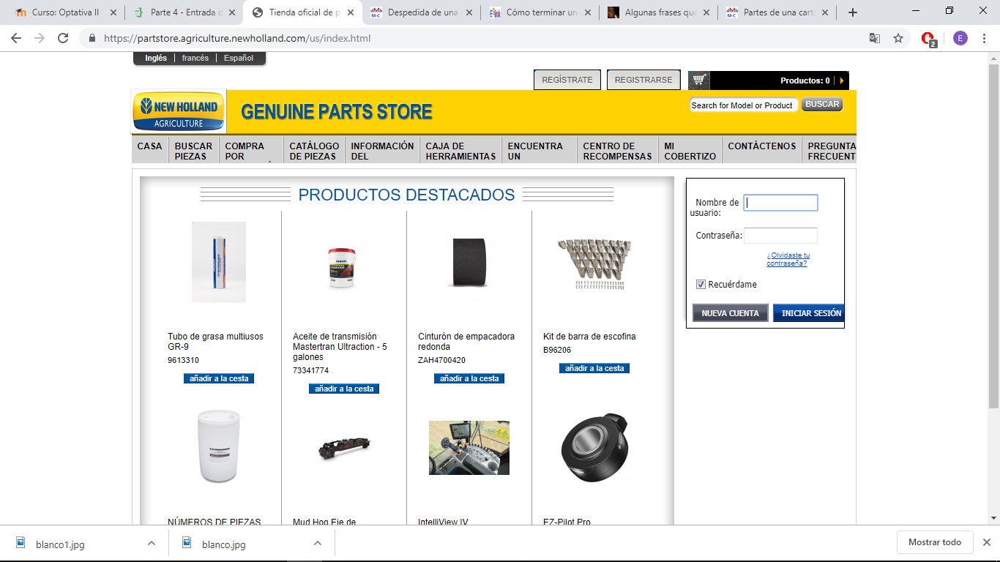 Curso: Optativa II
Parte 4 - Entrada d
Tienda oficial de p
Despedida de una
Cómo terminar un
Algunas frases que
Partes de una cart
https://partstore.agriculture.newholland.com/us/index.html
2
E
Inglés | francés | Español
REGÍSTRATE
REGISTRARSE
Productos: 0
NEW HOLLAND
AGRICULTURE
GENUINE PARTS STORE
Search for Model or Product
BUSCAR
CASA
BUSCAR
PIEZAS
COMPRA
POR
CATÁLOGO
DE PIEZAS
INFORMACIÓN
DEL
CAJA DE
HERRAMIENTAS
ENCUENTRA
UN
CENTRO DE
RECOMPENSAS
MI
COBERTIZO
CONTÁCTENOS
PREGUNTA
FRECUENT
PRODUCTOS DESTACADOS
Tubo de grasa multiusos
GR-9
9613310
añadir a la cesta
Aceite de transmisión
Mastertran Ultraction - 5
galones
73341774
añadir a la cesta
Cinturón de empacadora
redonda
ZAH4700420
añadir a la cesta
Kit de barra de escofina
B96206
añadir a la cesta
NÚMEROS DE PIEZAS
Mud Hog Eje de
IntelliView IV
EZ-Pilot Pro
Nombre de
usuario:
Contraseña:
¿Olvidaste tu
contraseña?
Recuérdame
NUEVA CUENTA
INICIAR SESIÓN
blanco1.jpg
blanco.jpg
Mostrar todo